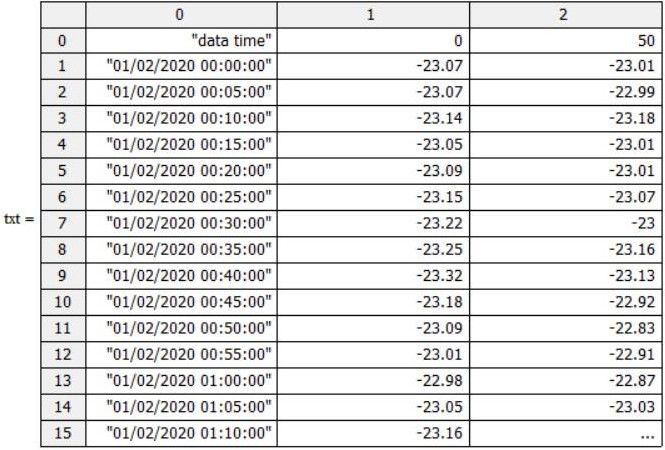 0 1 2
0 "data time" 0 50
1 "01/02/2020 00:00:00" -23.07 -23.01
2 "01/02/2020 00:05:00" -23.07 -22.99
3 "01/02/2020 00:10:00" -23.14 -23.18
4 "01/02/2020 00:15:00" -23.05 -23.01
5 "01/02/2020 00:20:00" -23.09 -23.01
6 "01/02/2020 00:25:00" -23.15 -23.07
txt = 7 "01/02/2020 00:30:00" -23.22 -23
8 "01/02/2020 00:35:00" -23.25 -23.16
9 "01/02/2020 00:40:00" -23.32 -23.13
10 "01/02/2020 00:45:00" -23.18 -22.92
11 "01/02/2020 00:50:00" -23.09 -22.83
12 "01/02/2020 00:55:00" -23.01 -22.91
13 "01/02/2020 01:00:00" -22.98 -22.87
14 "01/02/2020 01:05:00" -23.05 -23.03
15 "01/02/2020 01:10:00" -23.16 ...